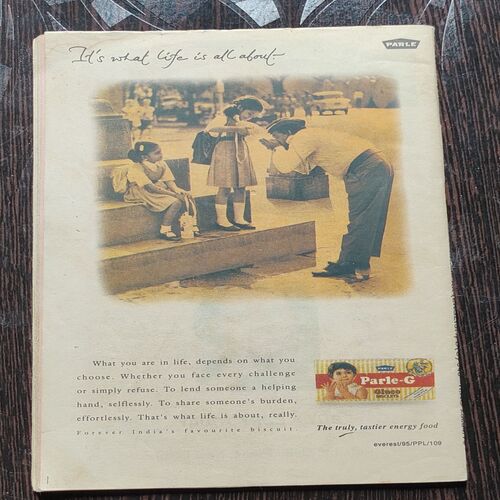 It's what life is all about.
PARLE
What you are in life, depends on what you
choose. Whether you face every challenge
or simply refuse. To lend someone a helping
hand, selflessly. To share someone's burden,
effortlessly. That's what life is about, really.
Forever India's favourite biscuit.
PARLE
Parle-G
Gluco
BISCUITS
The truly, tastier energy food
everest/95/PPL/109